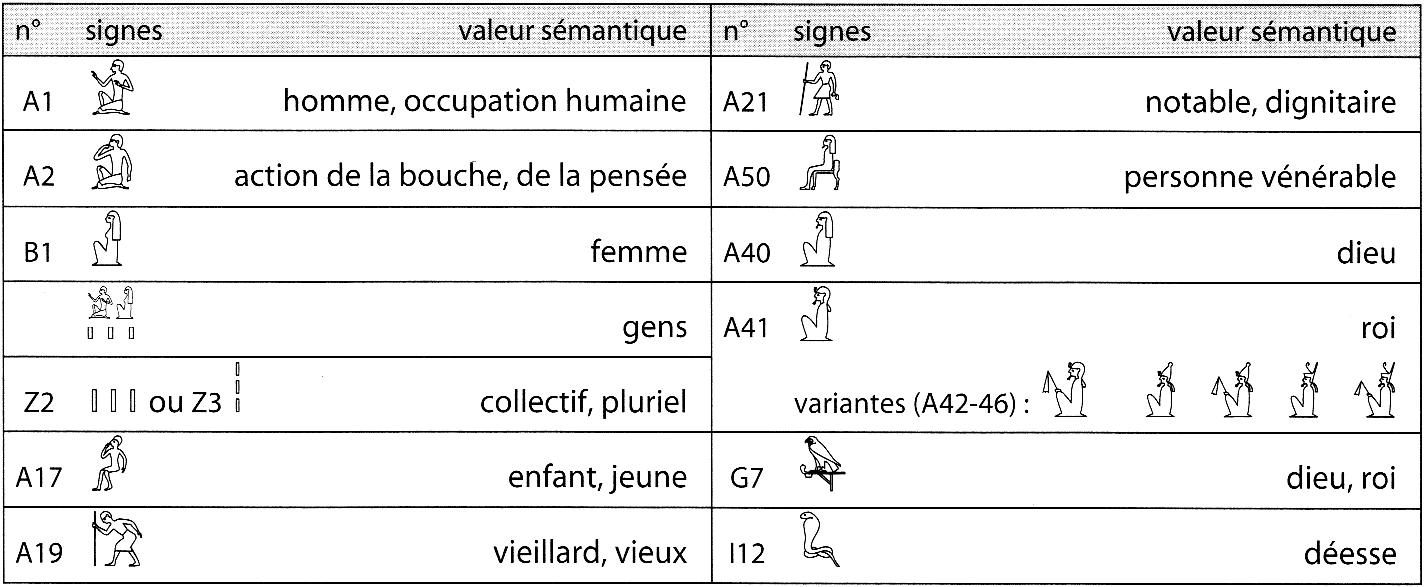 n° signes valeur sémantique
A1 𓀀 homme, occupation humaine
A2 𓀁 action de la bouche, de la pensée
B1 𓁐 femme
𓀀𓁐𓏥 gens
Z2 𓏥 ou Z3 𓏪 collectif, pluriel
A17 𓀔 enfant, jeune
A19 𓀗 vieillard, vieux
n° signes valeur sémantique
A21 𓀙 notable, dignitaire
A50 𓀻 personne vénérable
A40 𓀭 dieu
A41 𓀯 roi
variantes (A42-46) :
G7 𓅆 dieu, roi
I12 𓆗 déesse